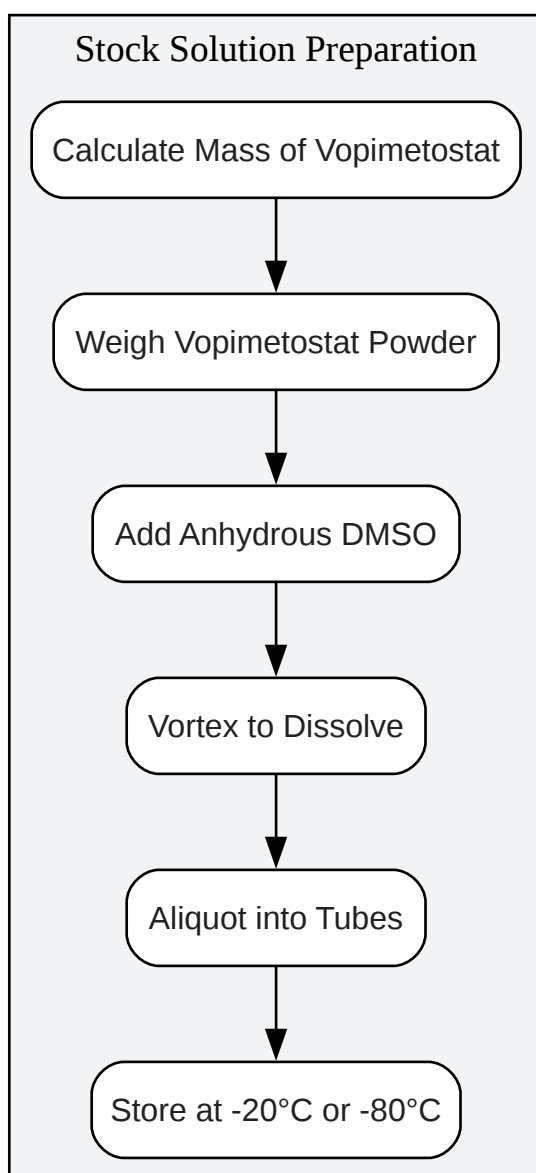 Stock Solution Preparation
Calculate Mass of Vopimetostat
Weigh Vopimetostat Powder
Add Anhydrous DMSO
Vortex to Dissolve
Aliquot into Tubes
Store at -20°C or -80°C